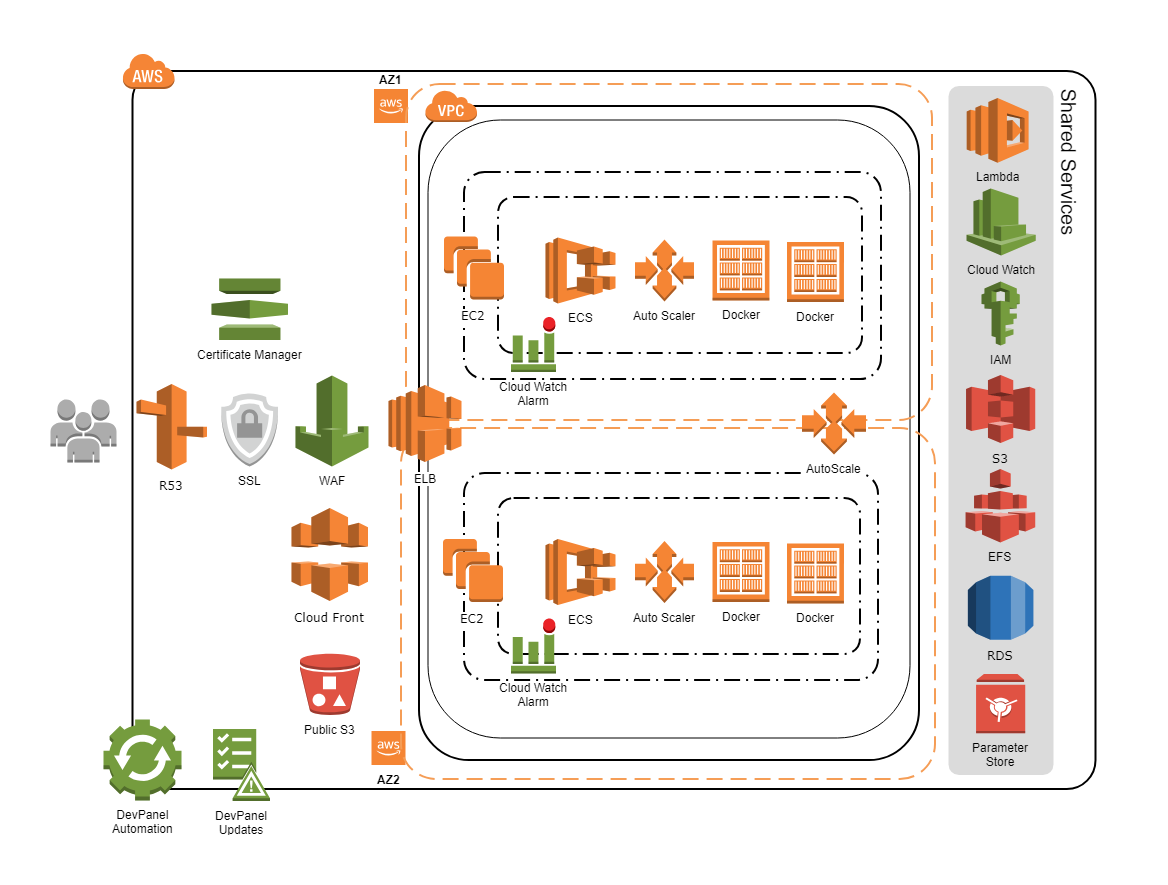 AWS
AZ1
aws
VPC
Shared Services
Lambda
Cloud Watch
IAM
S3
EFS
RDS
Parameter
Store
EC2
ECS
Auto Scaler
Docker
Docker
Cloud Watch
Alarm
Certificate Manager
R53
SSL
WAF
ELB
AutoScale
Cloud Front
Public S3
EC2
ECS
Auto Scaler
Docker
Docker
Cloud Watch
Alarm
aws
AZ2
DevPanel
Automation
DevPanel
Updates